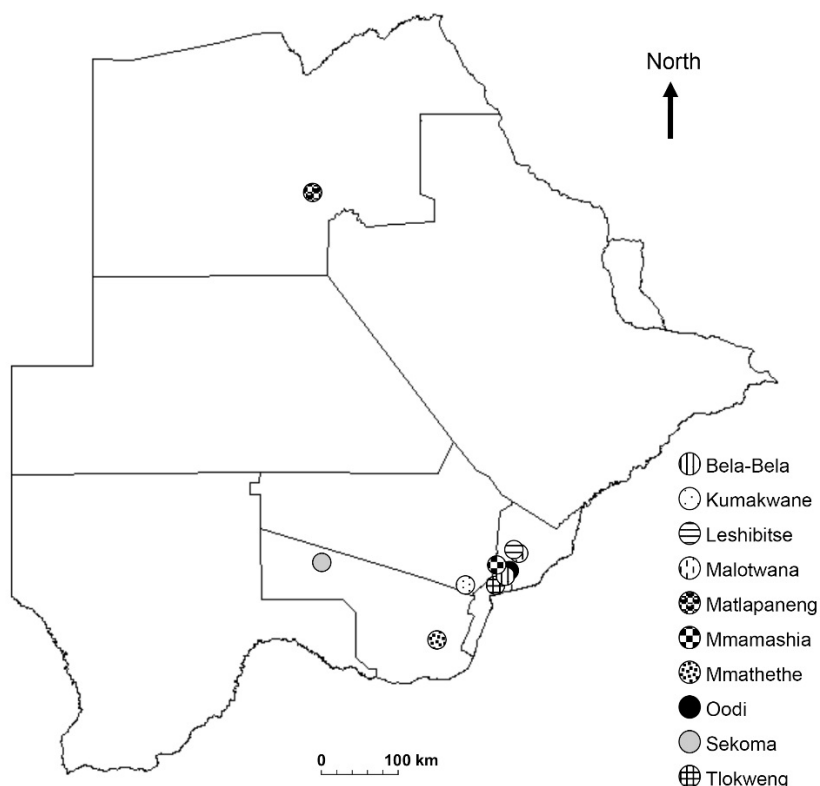 North
Bela-Bela
Kumakwane
Leshibitse
Malotwana
Matlapaneng
Mmamashia
Mmathethe
Oodi
Sekoma
Tlokweng
0 100 km